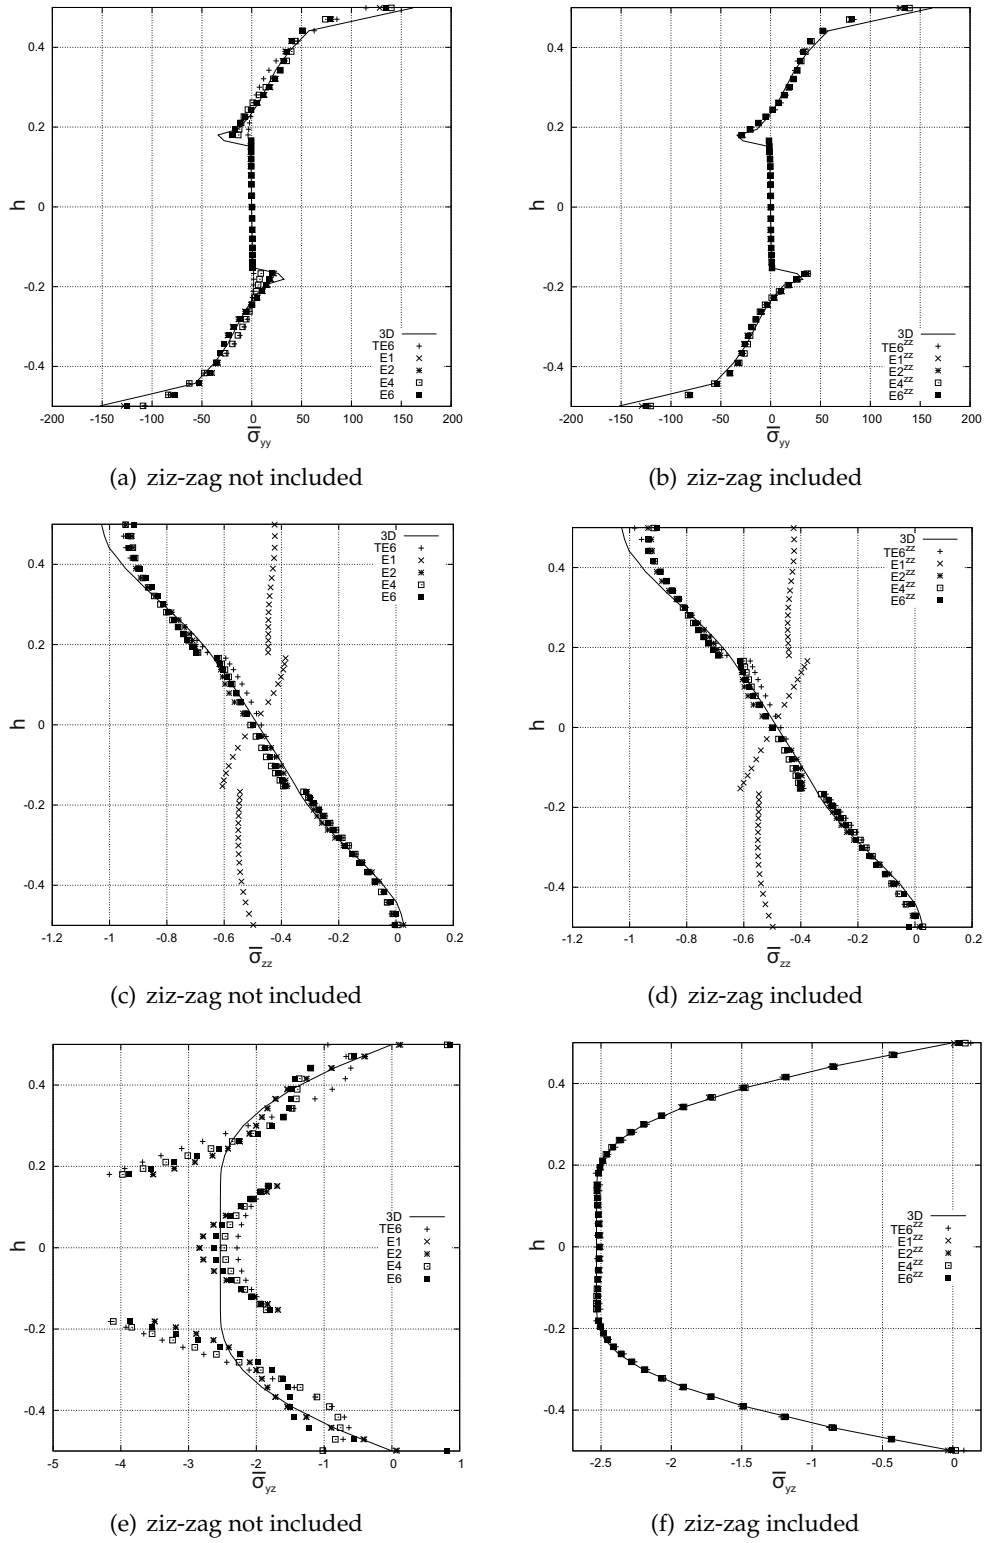 0.4
0.2
0
-0.2
-0.4
h
-200 -150 -100 -50 0 50 100 150 200
σ̅yy
3D
TE6
E1
E2
E4
E6
(a) ziz-zag not included
0.4
0.2
0
-0.2
-0.4
h
-200 -150 -100 -50 0 50 100 150 200
σ̅yy
3D
TE6zz
E1zz
E2zz
E4zz
E6zz
(b) ziz-zag included
0.4
0.2
0
-0.2
-0.4
h
-1.2 -1 -0.8 -0.6 -0.4 -0.2 0 0.2
σ̅zz
3D
TE6
E1
E2
E4
E6
(c) ziz-zag not included
0.4
0.2
0
-0.2
-0.4
h
-1.2 -1 -0.8 -0.6 -0.4 -0.2 0 0.2
σ̅zz
3D
TE6zz
E1zz
E2zz
E4zz
E6zz
(d) ziz-zag included
0.4
0.2
0
-0.2
-0.4
h
-5 -4 -3 -2 -1 0 1
σ̅yz
3D
TE6
E1
E2
E4
E6
(e) ziz-zag not included
0.4
0.2
0
-0.2
-0.4
h
-2.5 -2 -1.5 -1 -0.5 0
σ̅yz
3D
TE6zz
E1zz
E2zz
E4zz
E6zz
(f) ziz-zag included